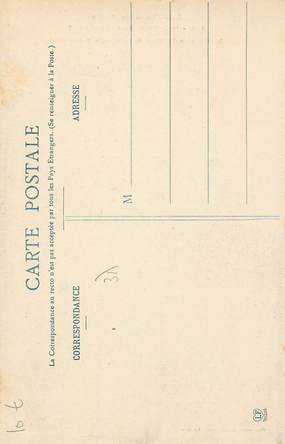 CARTE POSTALE
La Correspondance au recto n'est pas acceptée par tous les Pays Etrangers. (Se renseigner à la Poste.)
CORRESPONDANCE
ADRESSE
M
10 €